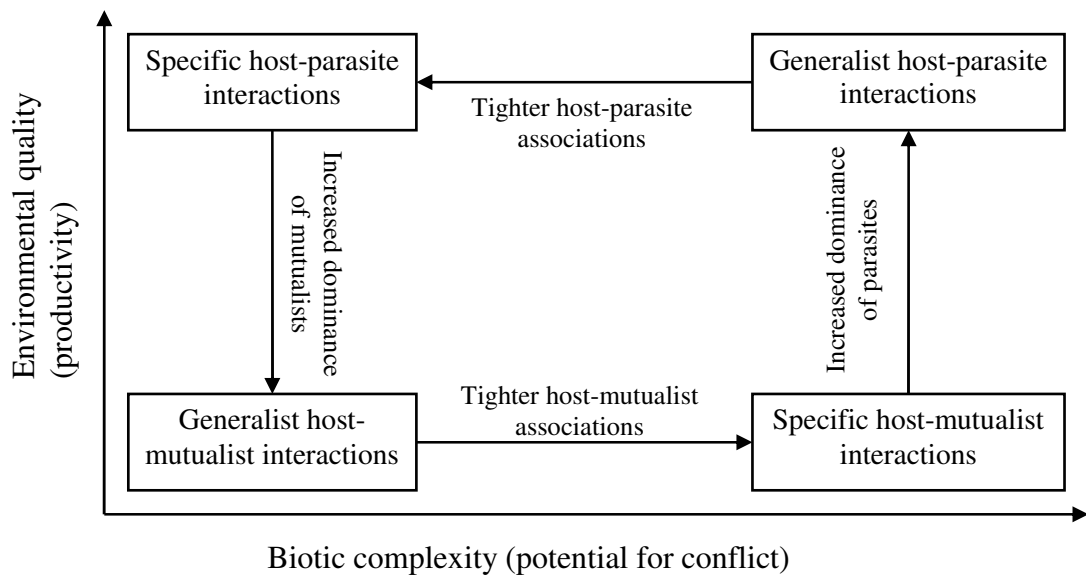 Environmental quality
(productivity)
Specific host-parasite
interactions
Tighter host-parasite
associations
Generalist host-parasite
interactions
Increased dominance
of mutualists
Increased dominance
of parasites
Generalist host-
mutualist interactions
Tighter host-mutualist
associations
Specific host-mutualist
interactions
Biotic complexity (potential for conflict)